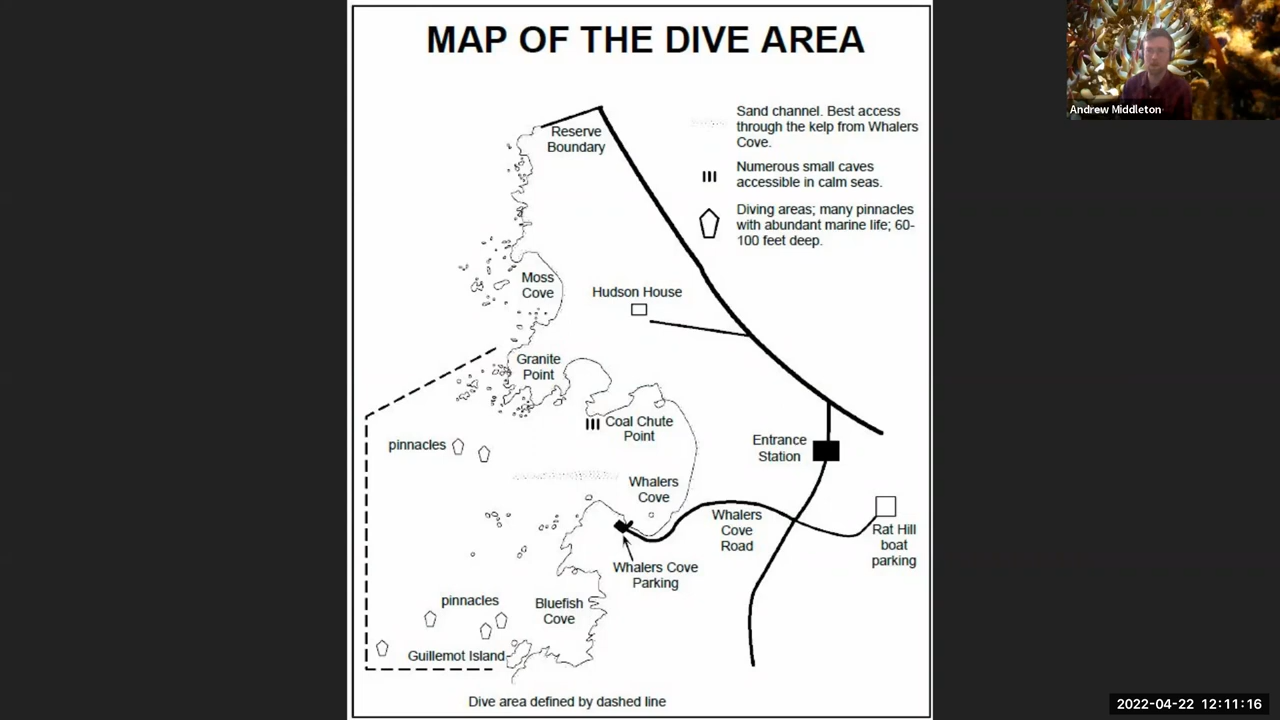 MAP OF THE DIVE AREA
Andrew Middleton
Sand channel. Best access
through the kelp from Whalers
Cove.
Numerous small caves
accessible in calm seas.
Diving areas; many pinnacles
with abundant marine life; 60-
100 feet deep.
Reserve
Boundary
Moss
Cove
Hudson House
Granite
Point
Coal Chute
Point
pinnacles
Entrance
Station
Whalers
Cove
Whalers
Cove
Road
Rat Hill
boat
parking
Whalers Cove
Parking
pinnacles
Bluefish
Cove
Guillemot Island
Dive area defined by dashed line
2022-04-22 12:11:16